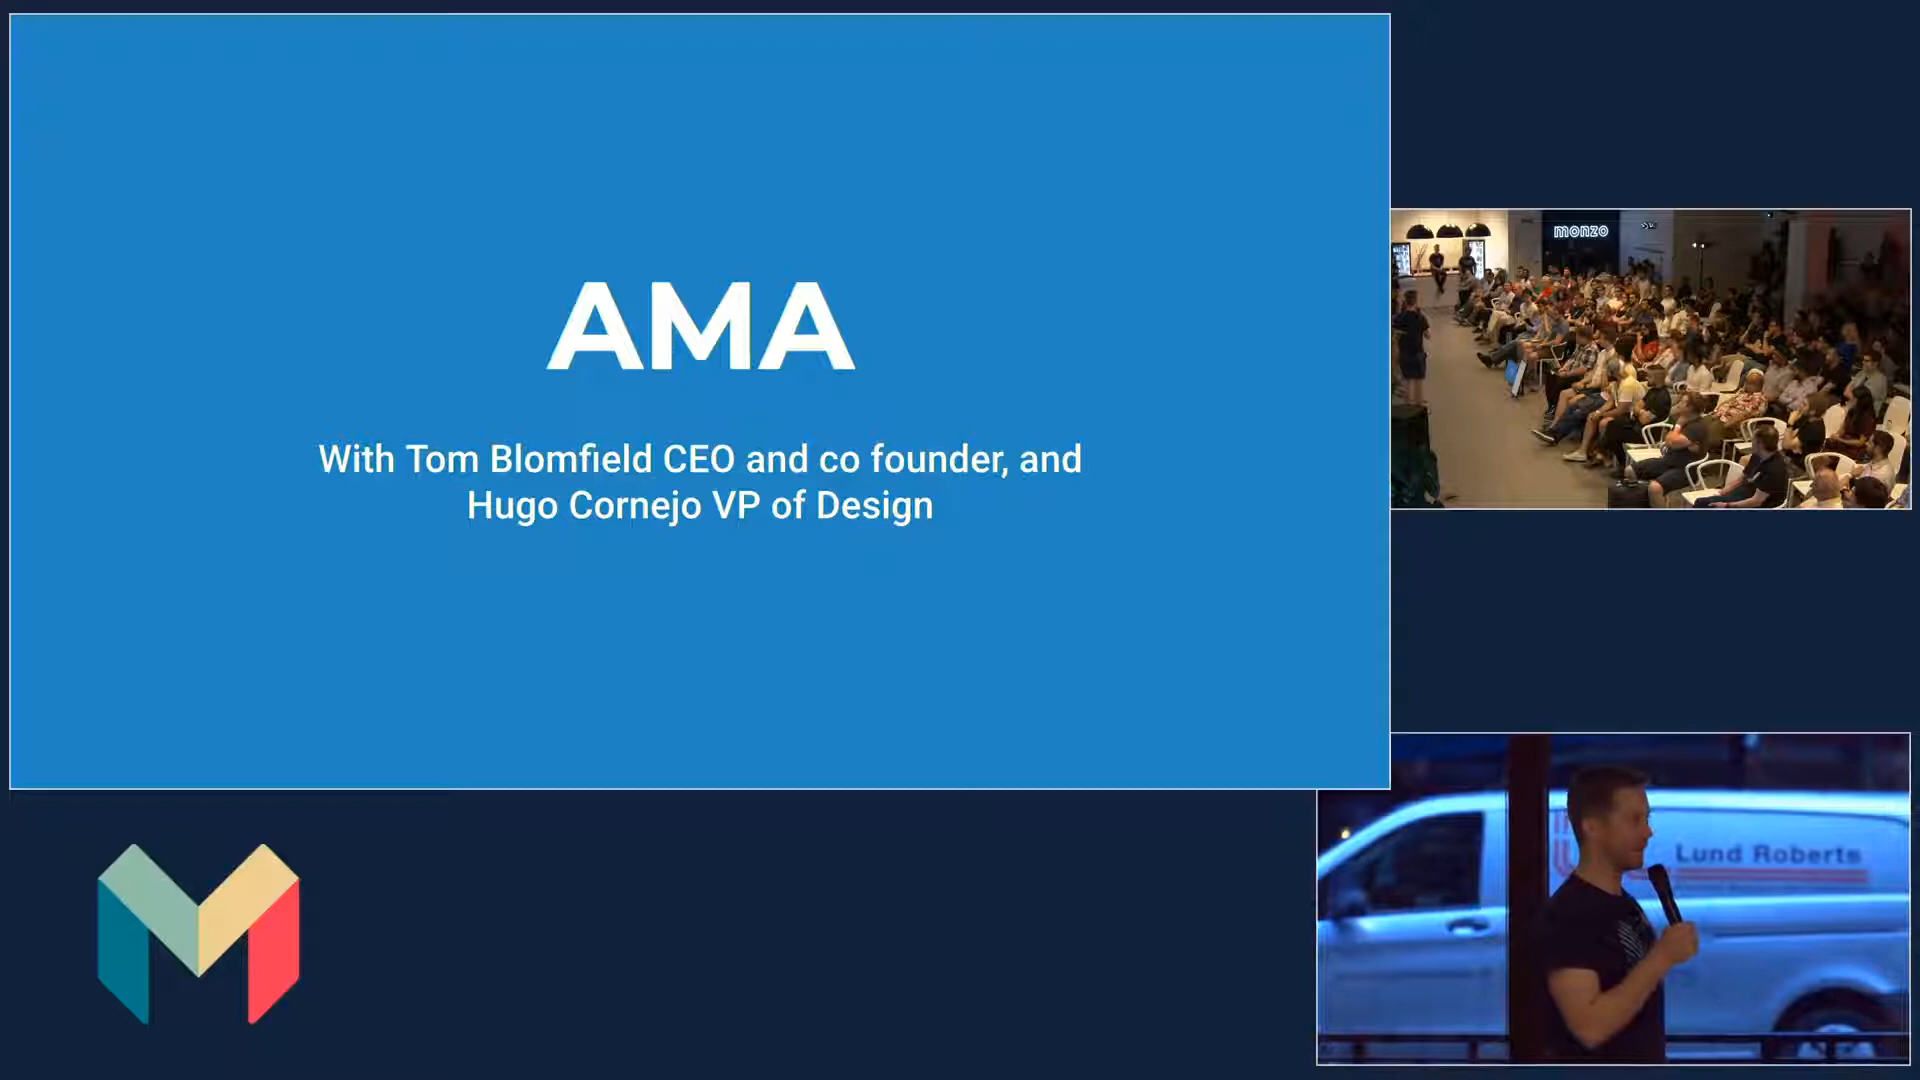 AMA
With Tom Blomfield CEO and co founder, and
Hugo Cornejo VP of Design
monzo
Lund Roberts